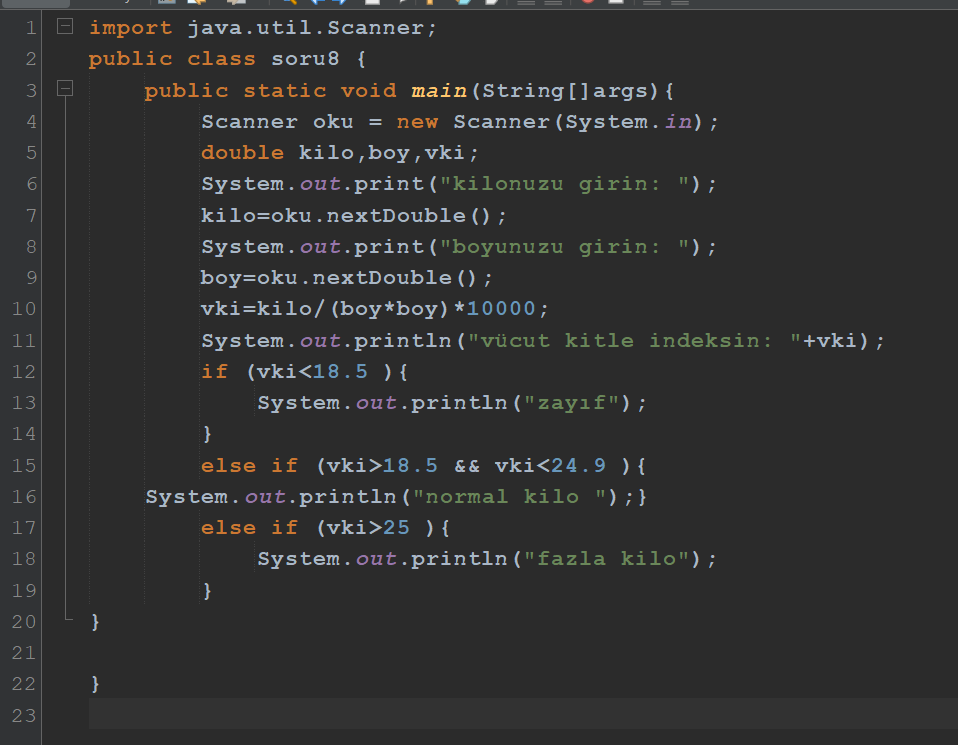 1 import java.util.Scanner;
2 public class soru8 {
3 public static void main(String[]args){
4 Scanner oku = new Scanner(System.in);
5 double kilo,boy,vki;
6 System.out.print("kilonuzu girin: ");
7 kilo=oku.nextDouble();
8 System.out.print("boyunuzu girin: ");
9 boy=oku.nextDouble();
10 vki=kilo/(boy*boy)*10000;
11 System.out.println("vücut kitle indeksin: "+vki);
12 if (vki<18.5 ){
13 System.out.println("zayıf");
14 }
15 else if (vki>18.5 && vki<24.9 ){
16 System.out.println("normal kilo ");}
17 else if (vki>25 ){
18 System.out.println("fazla kilo");
19 }
20 }
21
22 }
23